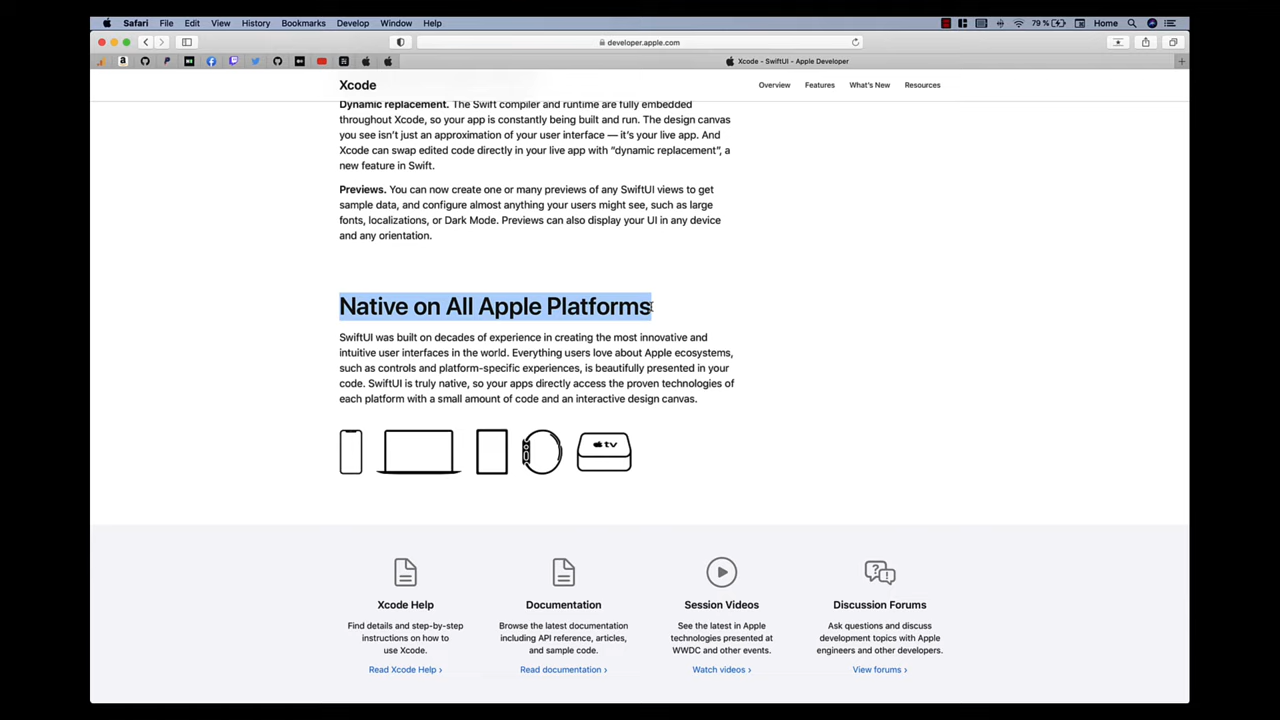 Safari File Edit View History Bookmarks Develop Window Help 79 % Home
developer.apple.com
Xcode - SwiftUI - Apple Developer
Xcode Overview Features What's New Resources
Dynamic replacement. The Swift compiler and runtime are fully embedded
throughout Xcode, so your app is constantly being built and run. The design canvas
you see isn't just an approximation of your user interface — it's your live app. And
Xcode can swap edited code directly in your live app with “dynamic replacement”, a
new feature in Swift.
Previews. You can now create one or many previews of any SwiftUI views to get
sample data, and configure almost anything your users might see, such as large
fonts, localizations, or Dark Mode. Previews can also display your UI in any device
and any orientation.
Native on All Apple Platforms
SwiftUI was built on decades of experience in creating the most innovative and
intuitive user interfaces in the world. Everything users love about Apple ecosystems,
such as controls and platform-specific experiences, is beautifully presented in your
code. SwiftUI is truly native, so your apps directly access the proven technologies of
each platform with a small amount of code and an interactive design canvas.
tv
Xcode Help
Find details and step-by-step
instructions on how to
use Xcode.
Read Xcode Help ›
Documentation
Browse the latest documentation
including API reference, articles,
and sample code.
Read documentation ›
Session Videos
See the latest in Apple
technologies presented at
WWDC and other events.
Watch videos ›
Discussion Forums
Ask questions and discuss
development topics with Apple
engineers and other developers.
View forums ›